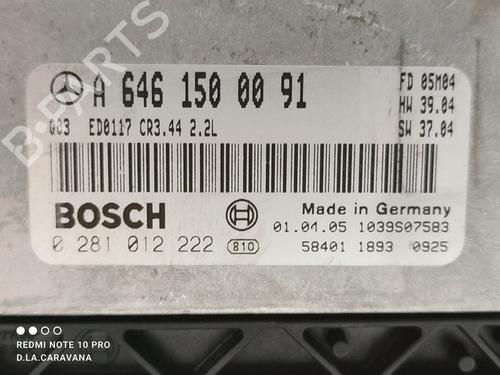 B-PARTS
A 646 150 00 91
FD 05M04
HW 39.04
G03 ED0117 CR3.44 2.2L
SW 37.04
BOSCH
Made in Germany
01.04.05 1039S07583
0 281 012 222 810
58401 1893 0925
REDMI NOTE 10 PRO
D.LA.CARAVANA